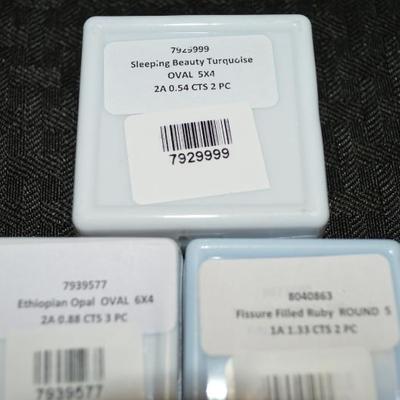 7929999
Sleeping Beauty Turquoise
OVAL 5X4
2A 0.54 CTS 2 PC
7929999
7939577
Ethiopian Opal OVAL 6X4
2A 0.88 CTS 3 PC
7939577
8040863
Fissure Filled Ruby ROUND 5
1A 1.33 CTS 2 PC